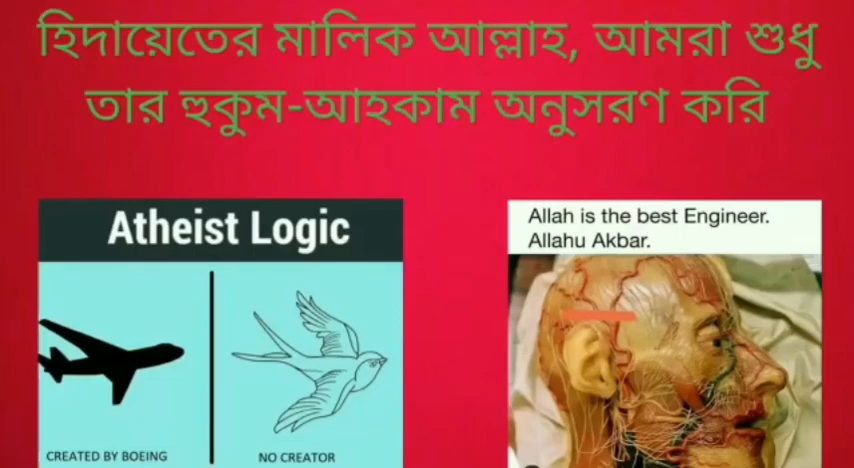 হিদায়েতের মালিক আল্লাহ, আমরা শুধু
তার হুকুম-আহকাম অনুসরণ করি
Atheist Logic
CREATED BY BOEING
NO CREATOR
Allah is the best Engineer.
Allahu Akbar.